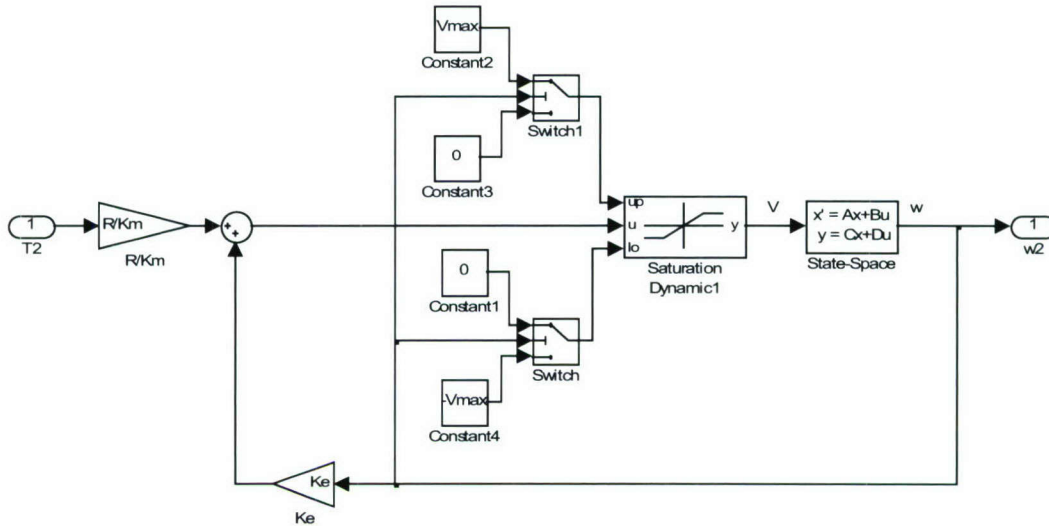 Vmax
Constant2
Switch1
0
Constant3
1
T2
R/Km
R/Km
up
u
lo
y
Saturation
Dynamic1
V
x' = Ax+Bu
y = Cx+Du
State-Space
w
1
w2
0
Constant1
Switch
-Vmax
Constant4
Ke
Ke